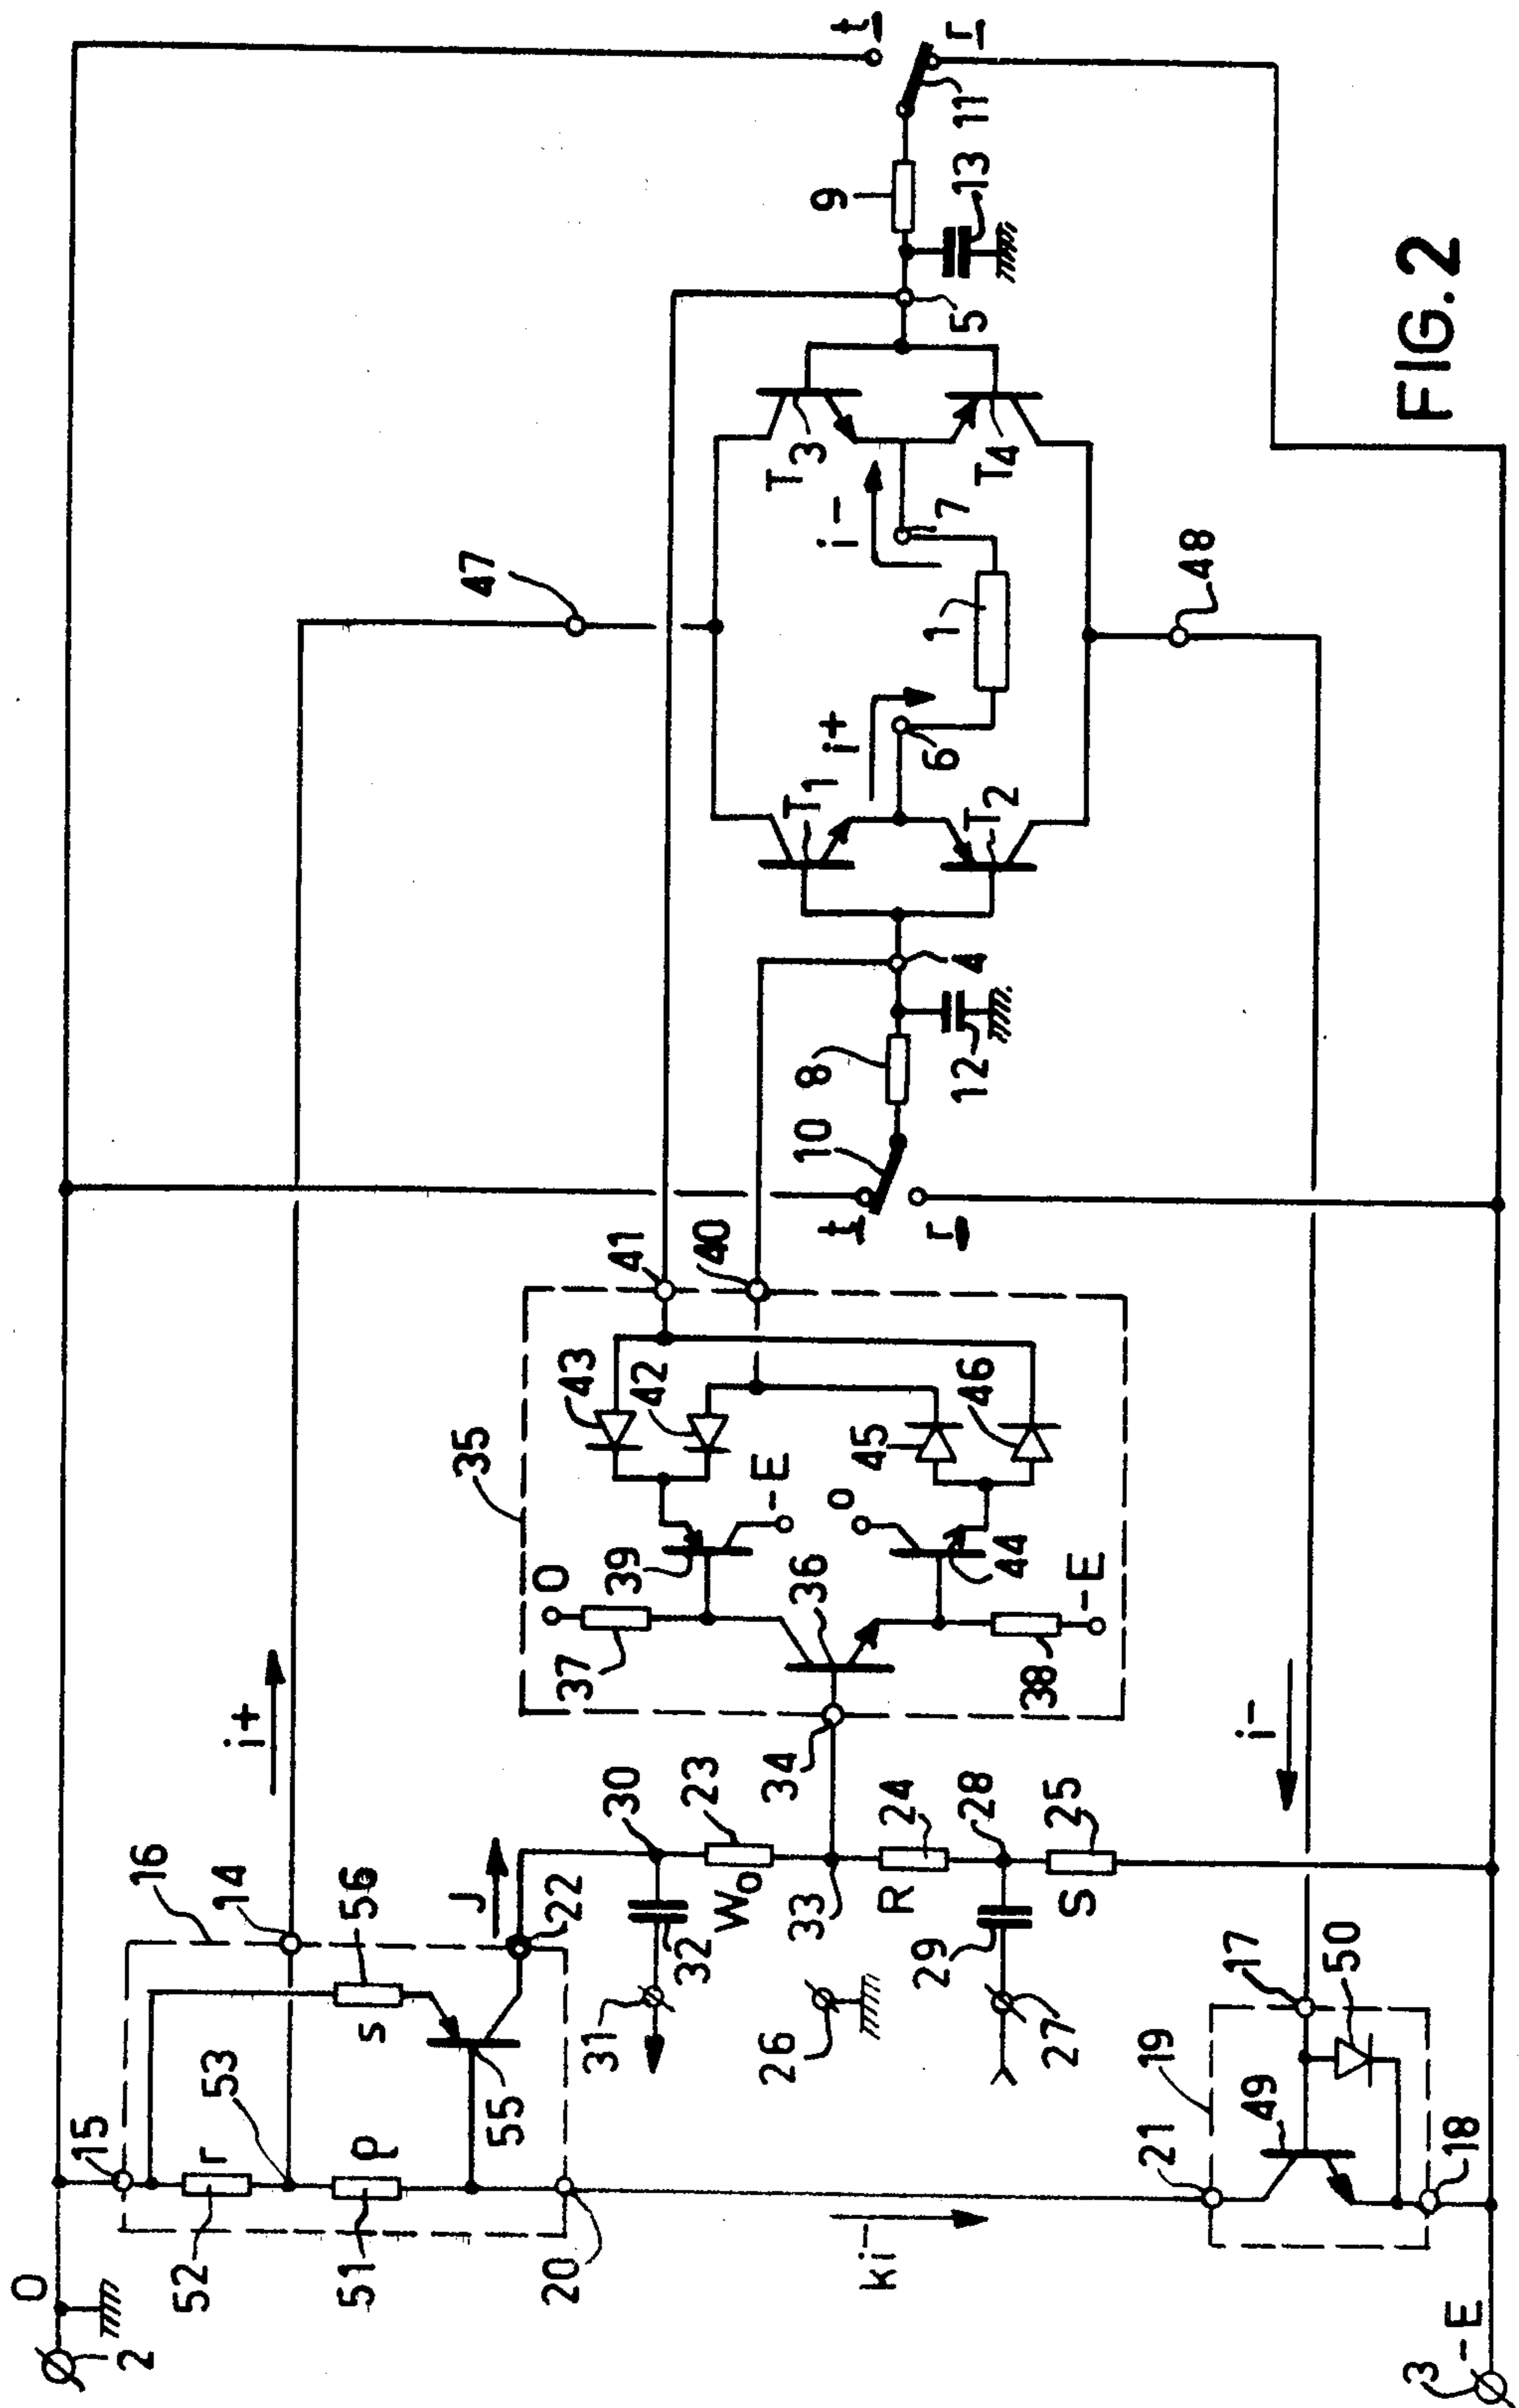 FIG. 2
O
2
15
16
14
i+
47
t
r
11
9
13
5
T3
T4
i-
7
1
i+
6
T1
T2
4
12
8
10
t
r
41
40
35
43
42
45
46
-E
O
O
39
44
37
36
38
-E
34
30
23
W0
33
24
R
28
25
S
J
22
56
s
53
55
r
52
p
51
20
32
31
26
29
27
ki-
i-
17
50
19
49
21
18
48
3
-E